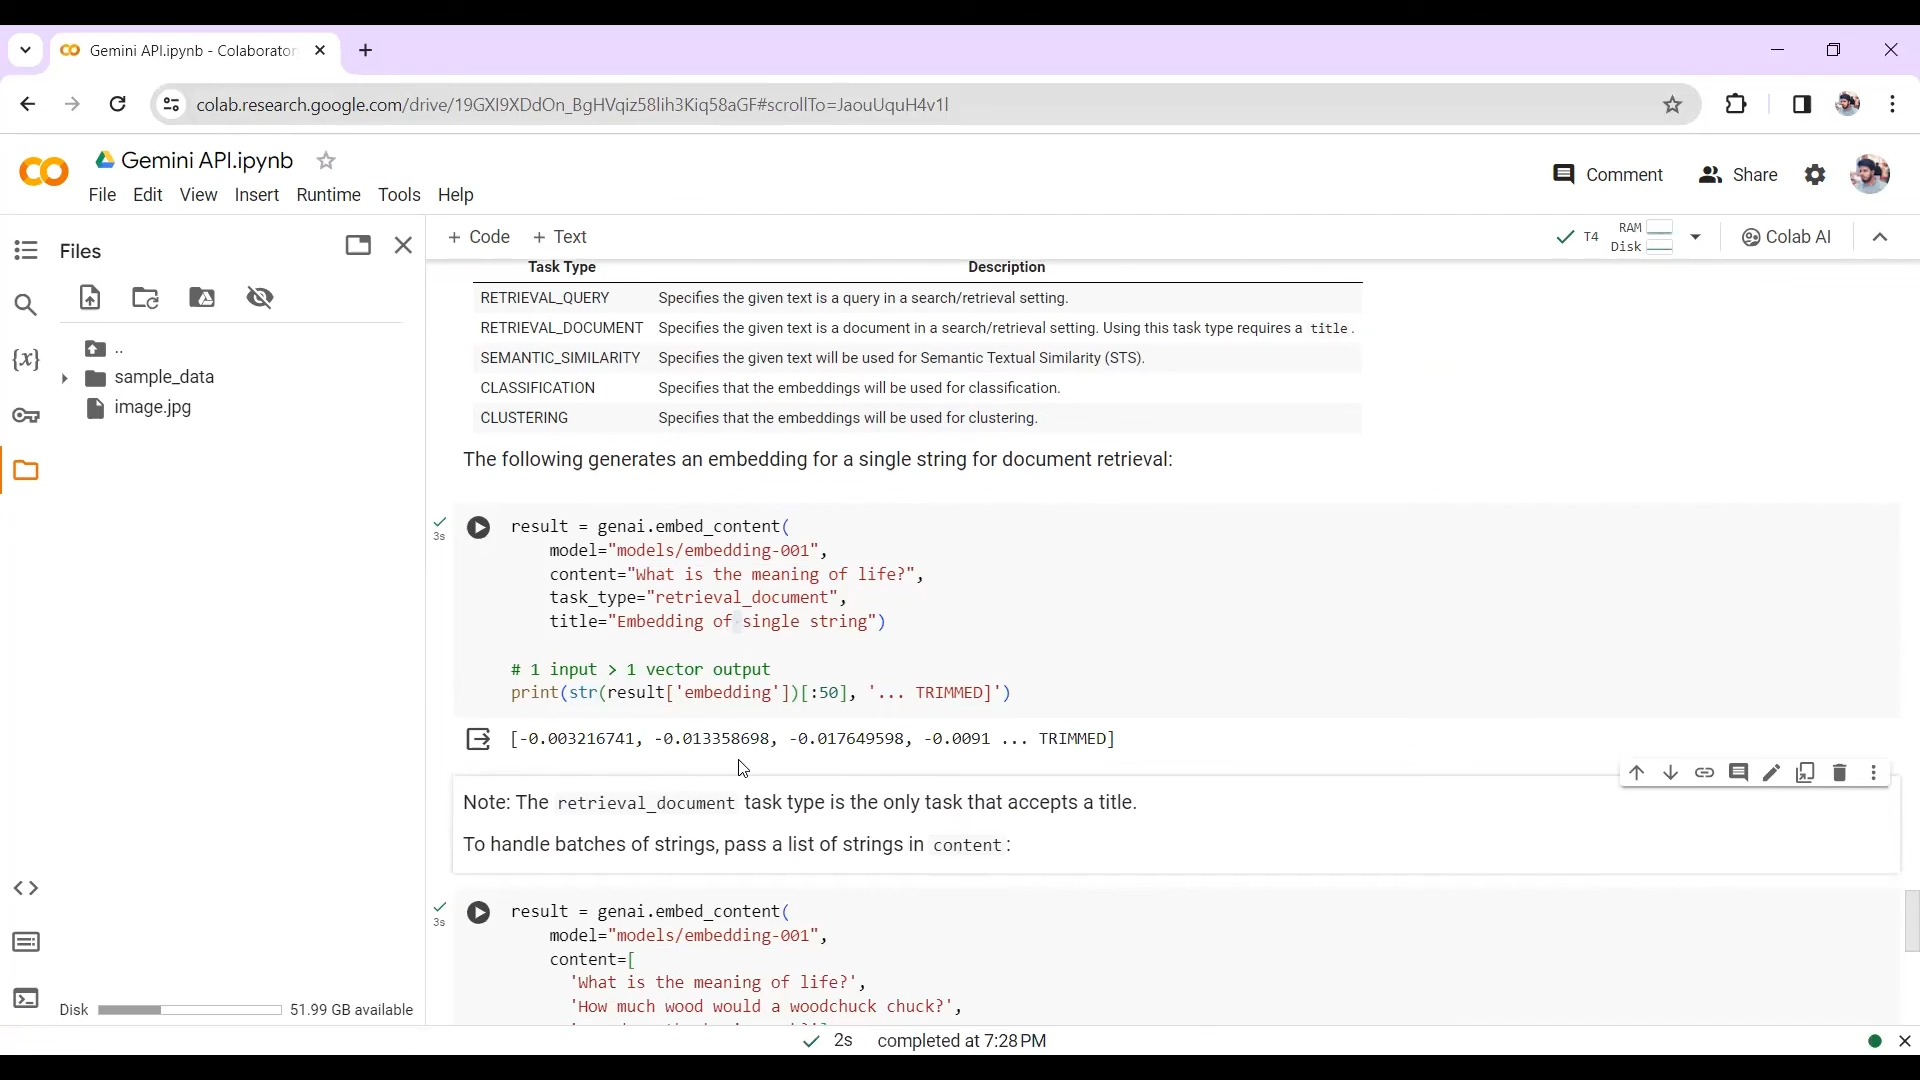 Gemini API.ipynb - Colaborator
colab.research.google.com/drive/19GXI9XDdOn_BgHVqiz58lih3Kiq58aGF#scrollTo=JaouUquH4v1l
Gemini API.ipynb
Comment
Share
File Edit View Insert Runtime Tools Help
Files
+ Code + Text
T4
RAM
Disk
Colab AI
..
sample_data
image.jpg
{x}
Task Type Description
RETRIEVAL_QUERY Specifies the given text is a query in a search/retrieval setting.
RETRIEVAL_DOCUMENT Specifies the given text is a document in a search/retrieval setting. Using this task type requires a title.
SEMANTIC_SIMILARITY Specifies the given text will be used for Semantic Textual Similarity (STS).
CLASSIFICATION Specifies that the embeddings will be used for classification.
CLUSTERING Specifies that the embeddings will be used for clustering.
The following generates an embedding for a single string for document retrieval:
3s
result = genai.embed_content(
model="models/embedding-001",
content="What is the meaning of life?",
task_type="retrieval_document",
title="Embedding of single string")
# 1 input > 1 vector output
print(str(result['embedding'])[:50], '... TRIMMED]')
[-0.003216741, -0.013358698, -0.017649598, -0.0091 ... TRIMMED]
Note: The retrieval_document task type is the only task that accepts a title.
To handle batches of strings, pass a list of strings in content:
3s
result = genai.embed_content(
model="models/embedding-001",
content=[
'What is the meaning of life?',
'How much wood would a woodchuck chuck?',
Disk 51.99 GB available
2s completed at 7:28 PM